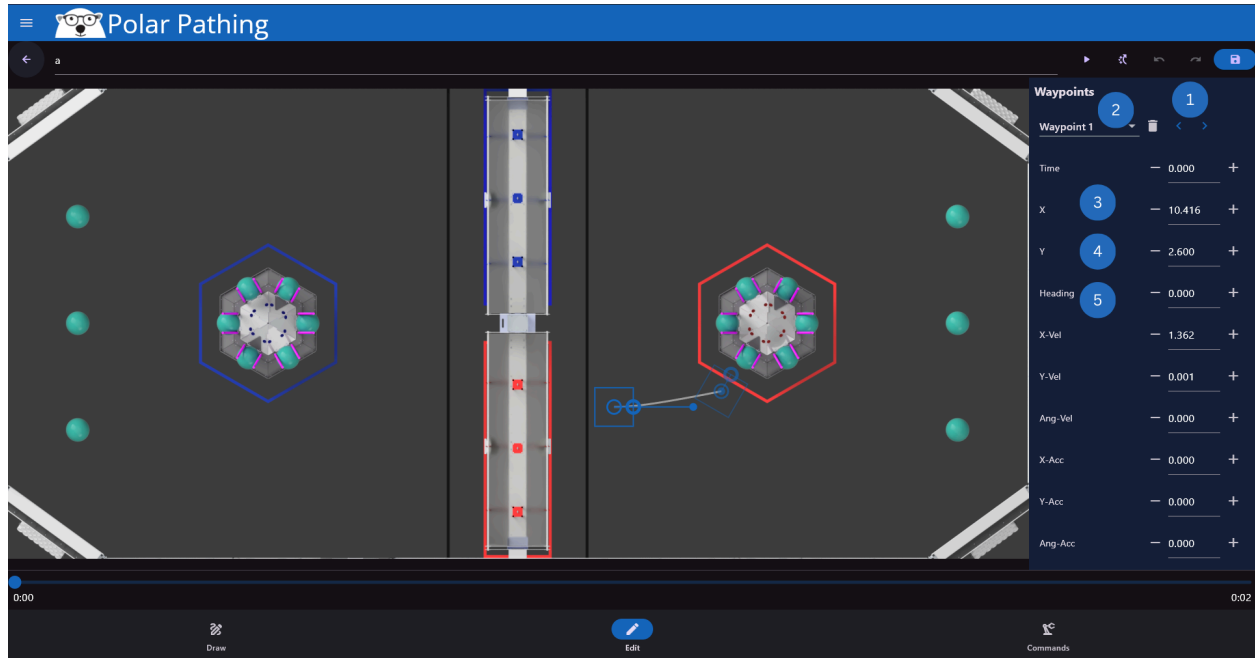 Polar Pathing
a
Waypoints
1
2
Waypoint 1
Time 0.000
X 3 10.416
Y 4 2.600
Heading 5 0.000
X-Vel 1.362
Y-Vel 0.001
Ang-Vel 0.000
X-Acc 0.000
Y-Acc 0.000
Ang-Acc 0.000
0:00 0:02
Draw Edit Commands